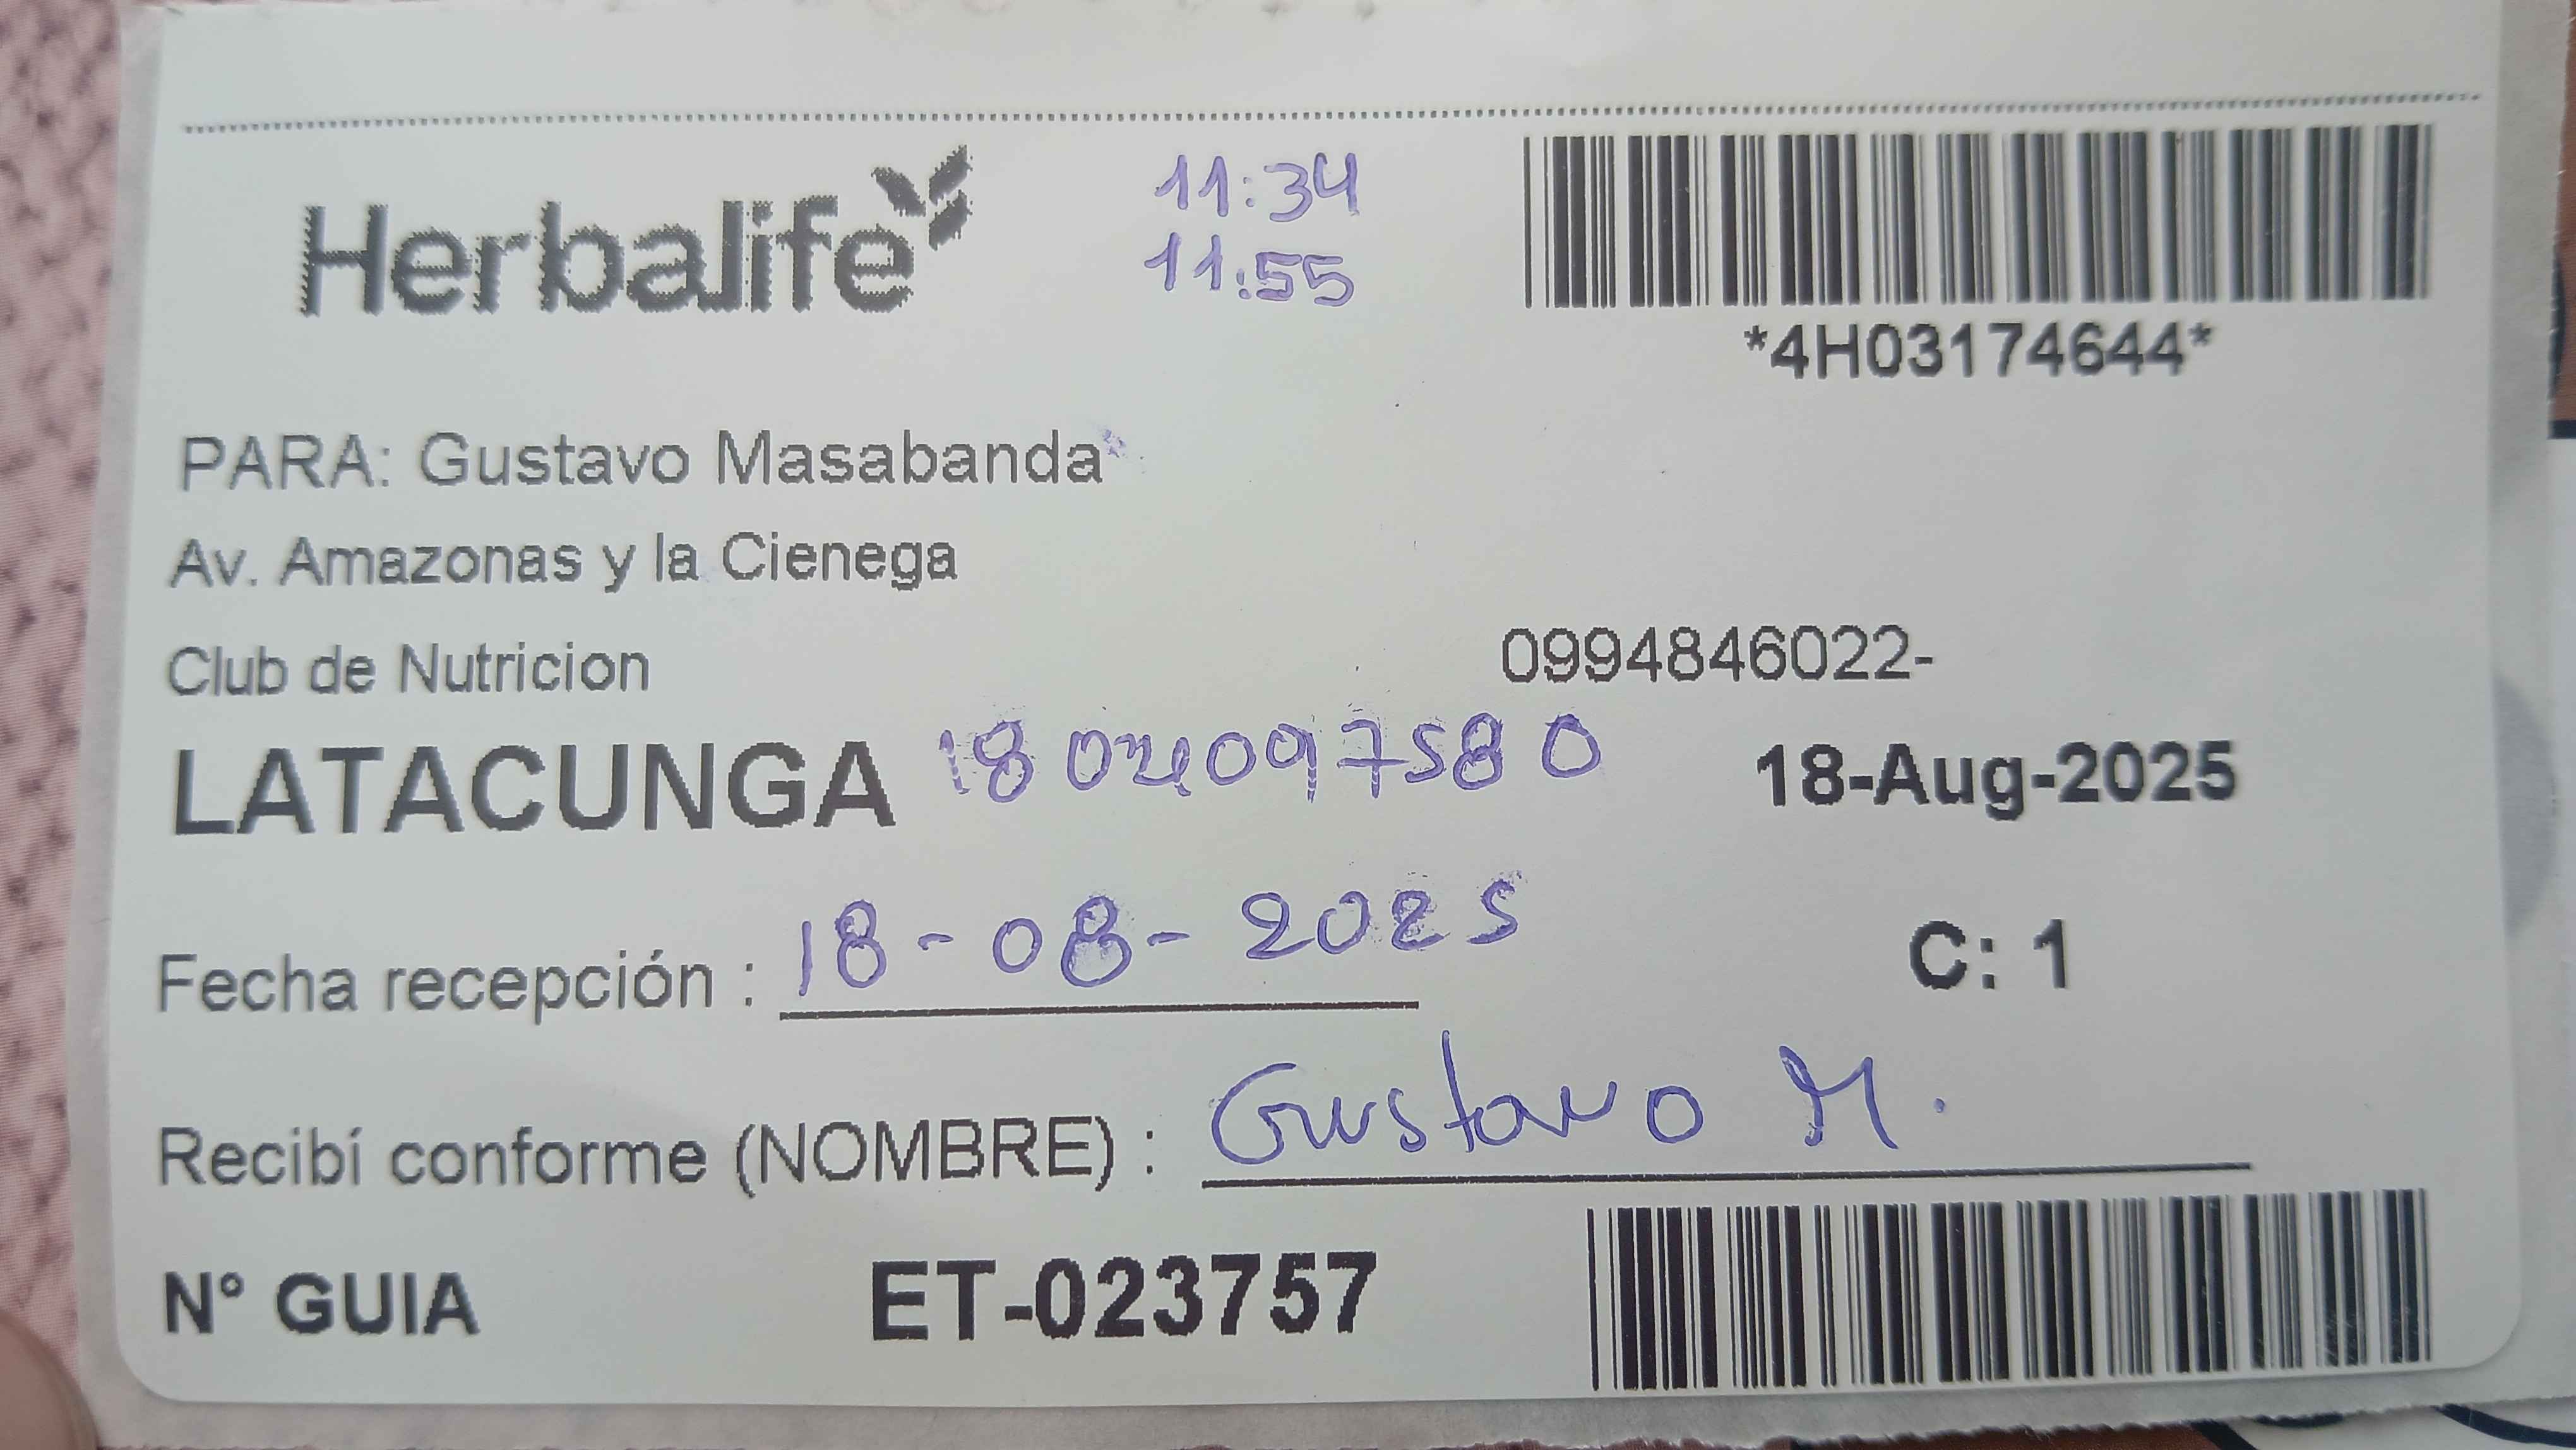 Herbalife
11:34
11:55
*4H03174644*
PARA: Gustavo Masabanda
Av. Amazonas y la Cienega
Club de Nutricion
0994846022-
LATACUNGA
18-Aug-2025
Fecha recepción : 18-08-2025
C: 1
Recibí conforme (NOMBRE) : Gustavo M.
N° GUIA ET-023757